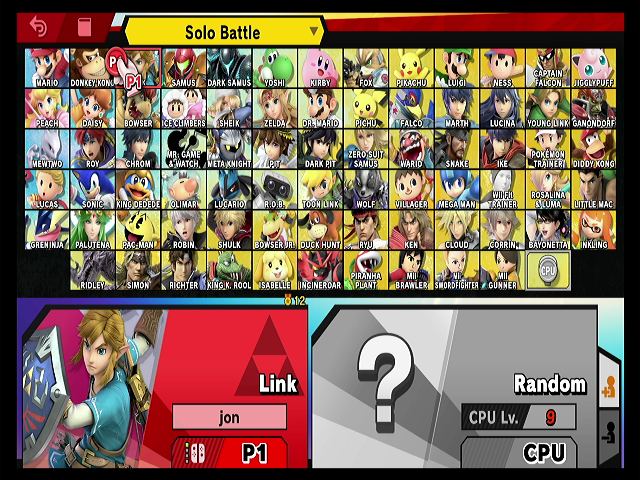 Solo Battle
P
P1
MARIO DONKEY KONG SAMUS DARK SAMUS YOSHI KIRBY FOX PIKACHU LUIGI NESS CAPTAIN FALCON JIGGLYPUFF
PEACH DAISY BOWSER ICE CLIMBERS SHEIK ZELDA DR. MARIO PICHU FALCO MARTH LUCINA YOUNG LINK GANONDORF
MEWTWO ROY CHROM MR. GAME & WATCH META KNIGHT PIT DARK PIT ZERO SUIT SAMUS WARIO SNAKE IKE POKÉMON TRAINER DIDDY KONG
LUCAS SONIC KING DEDEDE OLIMAR LUCARIO R.O.B. TOON LINK WOLF VILLAGER MEGA MAN WII FIT TRAINER ROSALINA & LUMA LITTLE MAC
GRENINJA PALUTENA PAC-MAN ROBIN SHULK BOWSER JR. DUCK HUNT RYU KEN CLOUD CORRIN BAYONETTA INKLING
RIDLEY SIMON RICHTER KING K. ROOL ISABELLE INCINEROAR PIRANHA PLANT MII BRAWLER MII SWORDFIGHTER MII GUNNER CPU
12
Link
jon
P1
?
Random
CPU Lv. 9
CPU